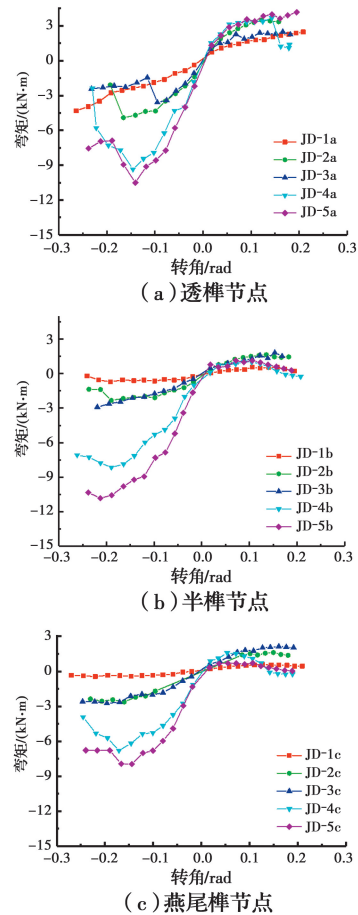 3
0
-3
-6
-9
-12
-15
弯矩/(kN·m)
JD-1a
JD-2a
JD-3a
JD-4a
JD-5a
-0.3 -0.2 -0.1 0.0 0.1 0.2 0.3
转角/rad
(a)透榫节点
3
0
-3
-6
-9
-12
-15
弯矩/(kN·m)
JD-1b
JD-2b
JD-3b
JD-4b
JD-5b
-0.3 -0.2 -0.1 0.0 0.1 0.2 0.3
转角/rad
(b)半榫节点
3
0
-3
-6
-9
-12
-15
弯矩/(kN·m)
JD-1c
JD-2c
JD-3c
JD-4c
JD-5c
-0.3 -0.2 -0.1 0.0 0.1 0.2 0.3
转角/rad
(c)燕尾榫节点